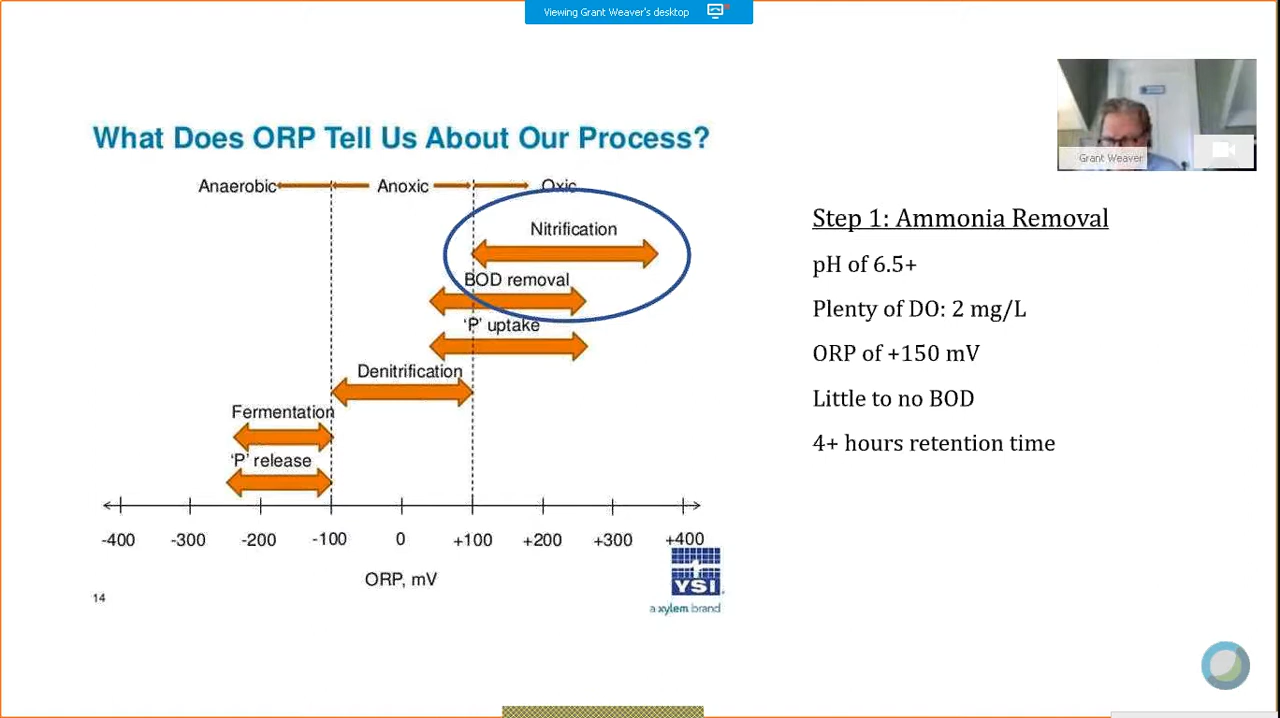 Viewing Grant Weaver's desktop
Grant Weaver
What Does ORP Tell Us About Our Process?
Anaerobic Anoxic Oxic
Nitrification
BOD removal
'P' uptake
Denitrification
Fermentation
'P' release
-400 -300 -200 -100 0 +100 +200 +300 +400
ORP, mV
14
YSI
a xylem brand
Step 1: Ammonia Removal
pH of 6.5+
Plenty of DO: 2 mg/L
ORP of +150 mV
Little to no BOD
4+ hours retention time